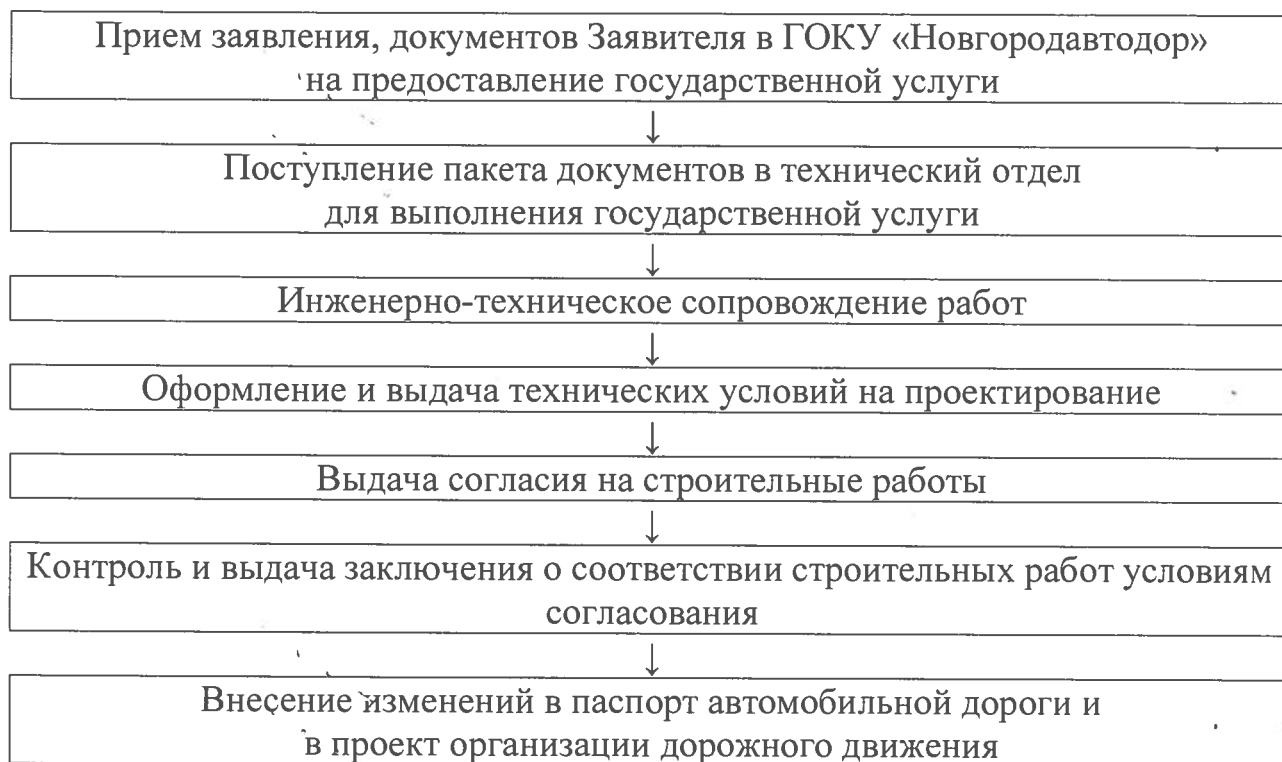 Прием заявления, документов Заявителя в ГОКУ «Новгородавтодор»
на предоставление государственной услуги
↓
Поступление пакета документов в технический отдел
для выполнения государственной услуги
↓
Инженерно-техническое сопровождение работ
↓
Оформление и выдача технических условий на проектирование
↓
Выдача согласия на строительные работы
↓
Контроль и выдача заключения о соответствии строительных работ условиям
согласования
↓
Внесение изменений в паспорт автомобильной дороги и
в проект организации дорожного движения